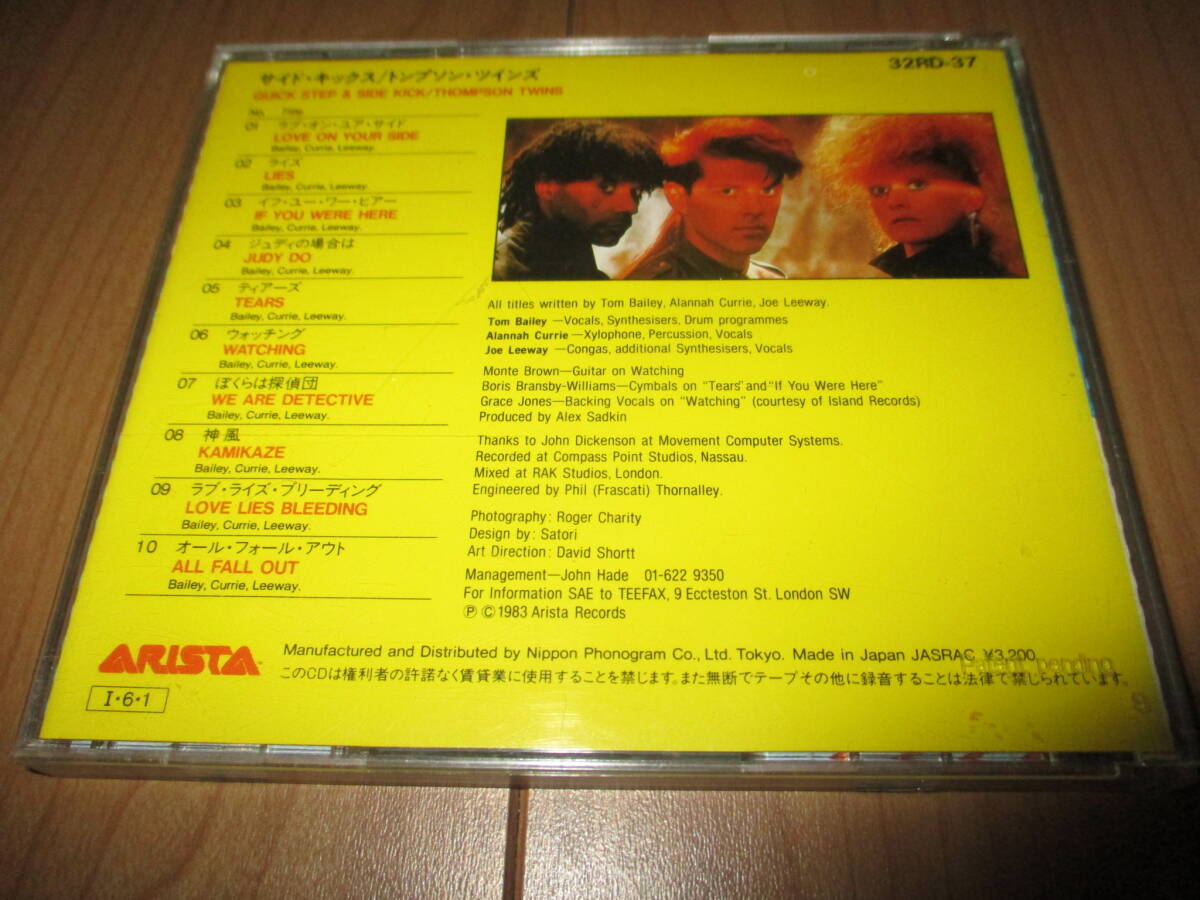 サイド・キックス/トンプソン・ツインズ
QUICK STEP & SIDE KICK/THOMPSON TWINS
32RD-37
No. Title
01 ラブ・オン・ユア・サイド
LOVE ON YOUR SIDE
Bailey, Currie, Leeway.
02 ライズ
LIES
Bailey, Currie, Leeway.
03 イフ・ユー・ワー・ヒアー
IF YOU WERE HERE
Bailey, Currie, Leeway.
04 ジュディの場合は
JUDY DO
Bailey, Currie, Leeway.
05 ティアーズ
TEARS
Bailey, Currie, Leeway.
06 ウォッチング
WATCHING
Bailey, Currie, Leeway.
07 ぼくらは探偵団
WE ARE DETECTIVE
Bailey, Currie, Leeway.
08 神風
KAMIKAZE
Bailey, Currie, Leeway.
09 ラブ・ライズ・ブリーディング
LOVE LIES BLEEDING
Bailey, Currie, Leeway.
10 オール・フォール・アウト
ALL FALL OUT
Bailey, Currie, Leeway.
All titles written by Tom Bailey, Alannah Currie, Joe Leeway.
Tom Bailey—Vocals, Synthesisers, Drum programmes
Alannah Currie—Xylophone, Percussion, Vocals
Joe Leeway—Congas, additional Synthesisers, Vocals
Monte Brown—Guitar on Watching
Boris Bransby-Williams—Cymbals on "Tears" and "If You Were Here"
Grace Jones—Backing Vocals on "Watching" (courtesy of Island Records)
Produced by Alex Sadkin
Thanks to John Dickenson at Movement Computer Systems.
Recorded at Compass Point Studios, Nassau.
Mixed at RAK Studios, London.
Engineered by Phil (Frascati) Thornalley.
Photography: Roger Charity
Design by: Satori
Art Direction: David Shortt
Management—John Hade 01-622 9350
For Information SAE to TEEFAX, 9 Eccteston St. London SW
Ⓟ ©1983 Arista Records
ARISTA
Manufactured and Distributed by Nippon Phonogram Co., Ltd. Tokyo. Made in Japan JASRAC ¥3,200
Patent pending
このCDは権利者の許諾なく賃貸業に使用することを禁じます。また無断でテープその他に録音することは法律で禁じられています。
I・6・1
9